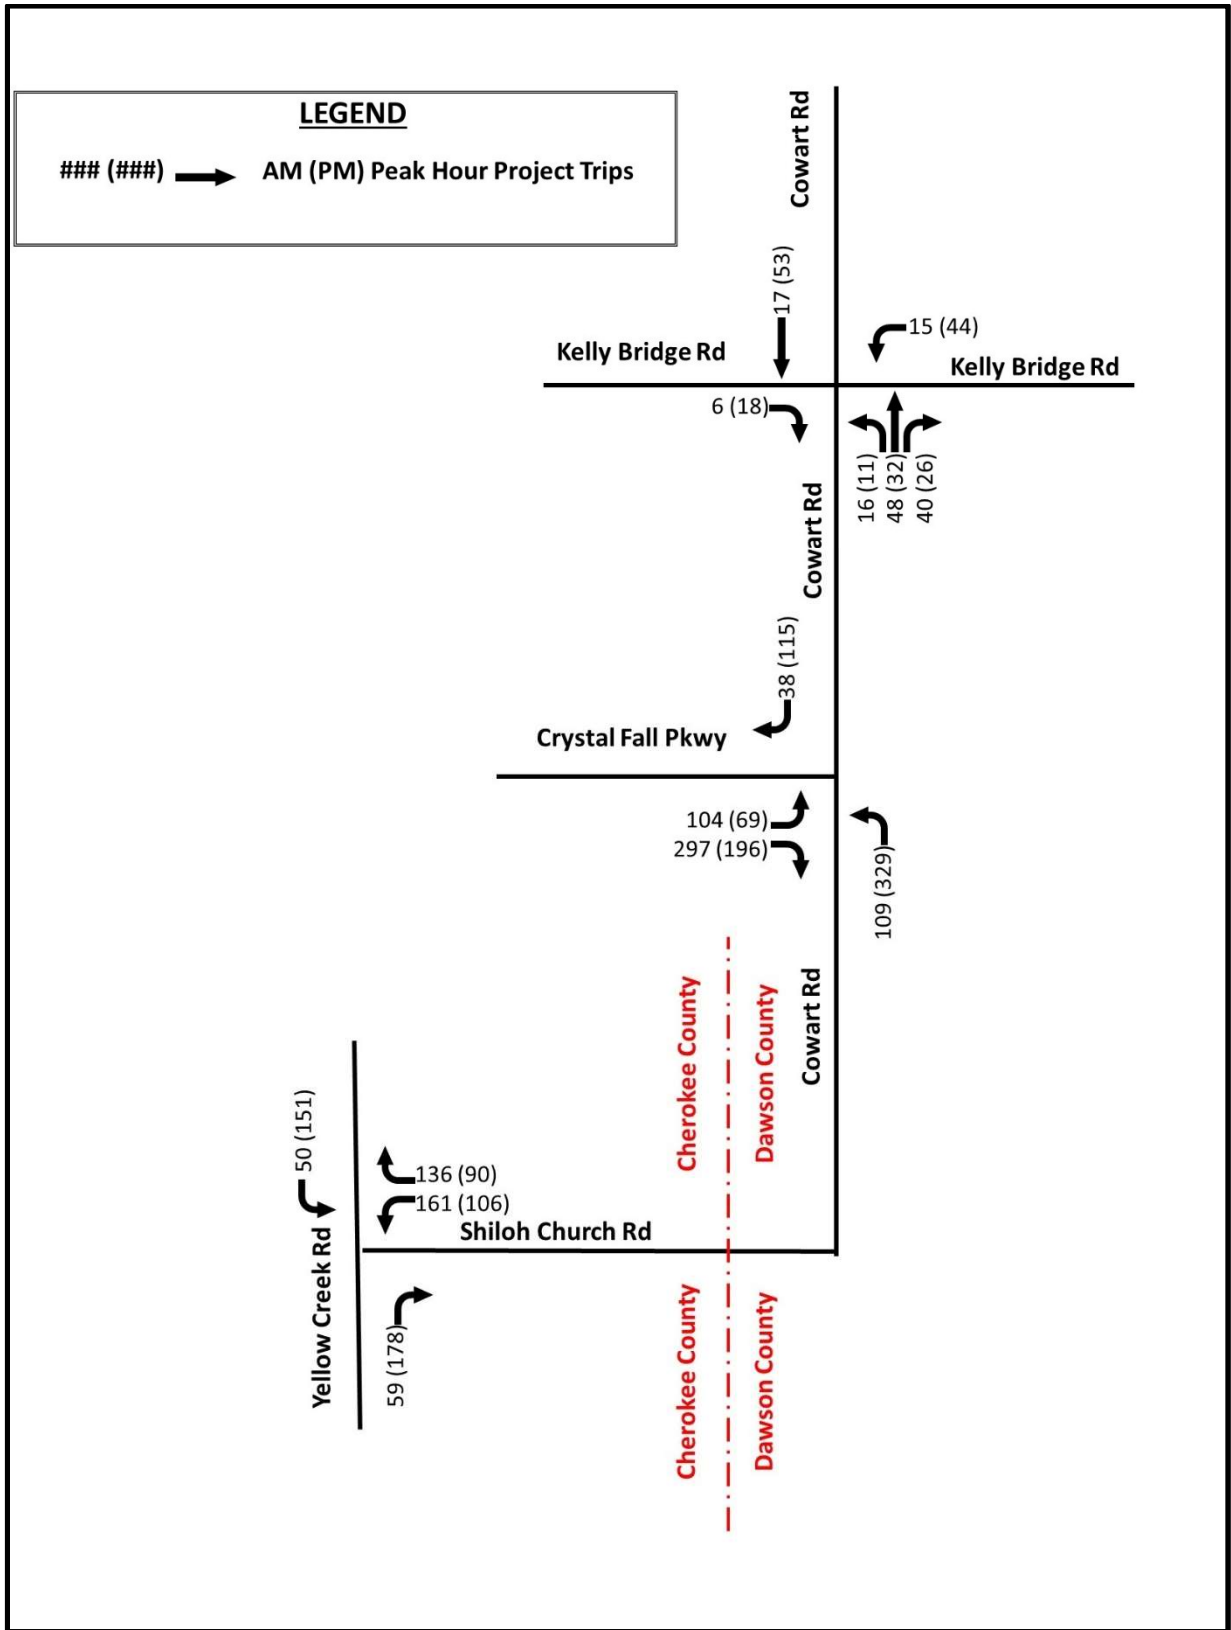 LEGEND
### (###) AM (PM) Peak Hour Project Trips
Cowart Rd
17 (53)
15 (44)
Kelly Bridge Rd
Kelly Bridge Rd
6 (18)
16 (11)
48 (32)
40 (26)
Cowart Rd
38 (115)
Crystal Fall Pkwy
104 (69)
297 (196)
109 (329)
Cherokee County
Dawson County
Cowart Rd
50 (151)
136 (90)
161 (106)
Shiloh Church Rd
Yellow Creek Rd
59 (178)
Cherokee County
Dawson County